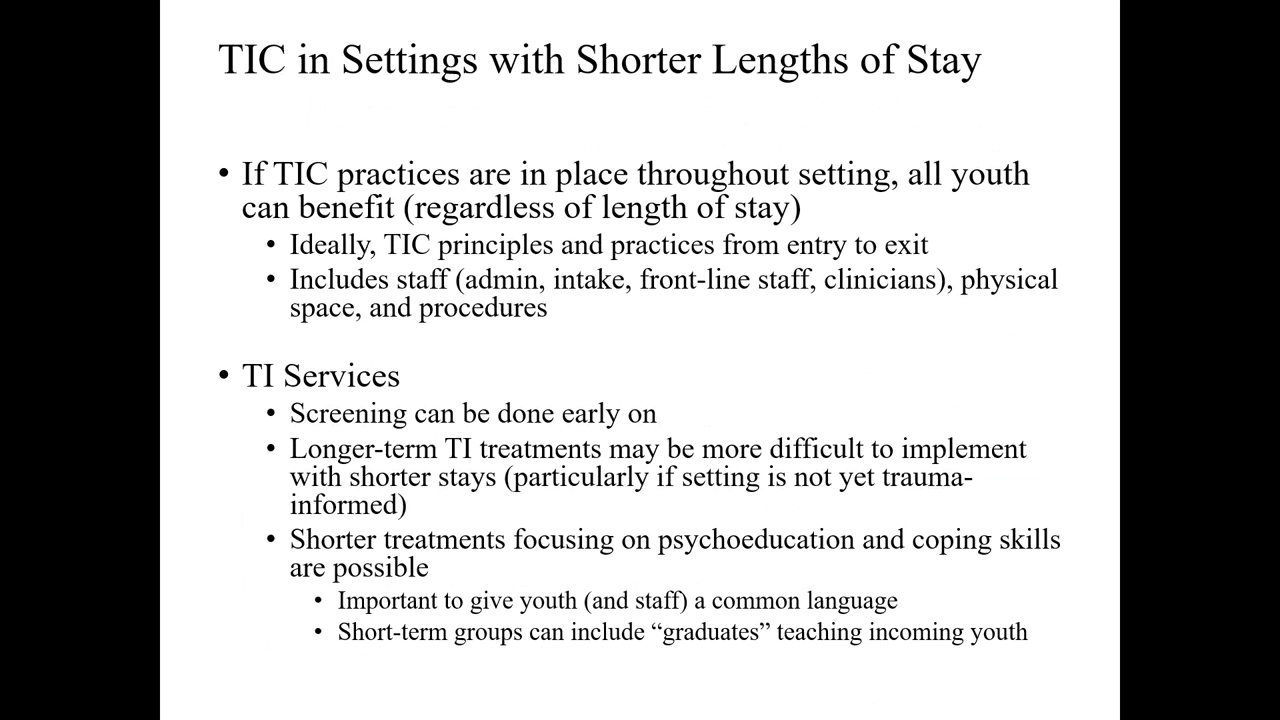 TIC in Settings with Shorter Lengths of Stay
• If TIC practices are in place throughout setting, all youth
can benefit (regardless of length of stay)
• Ideally, TIC principles and practices from entry to exit
• Includes staff (admin, intake, front-line staff, clinicians), physical
space, and procedures
• TI Services
• Screening can be done early on
• Longer-term TI treatments may be more difficult to implement
with shorter stays (particularly if setting is not yet trauma-
informed)
• Shorter treatments focusing on psychoeducation and coping skills
are possible
• Important to give youth (and staff) a common language
• Short-term groups can include “graduates” teaching incoming youth